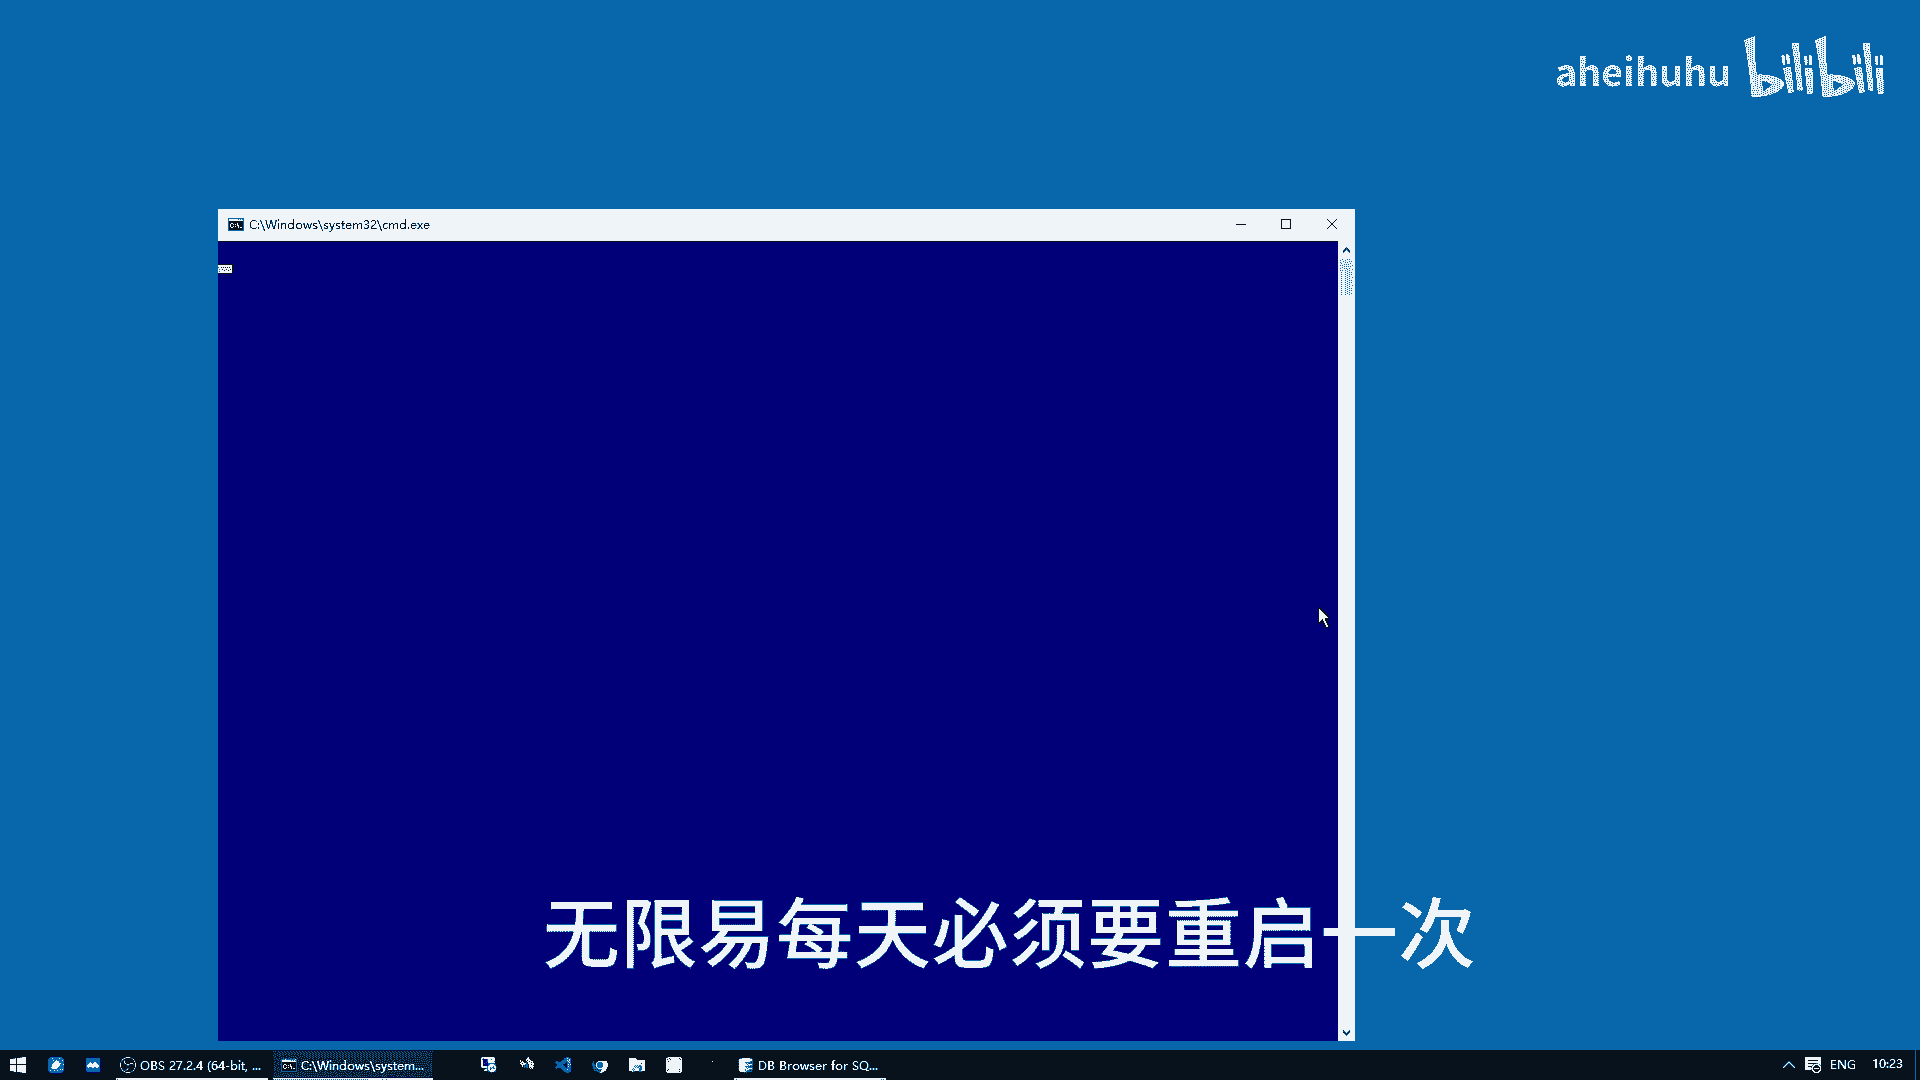 aheihuhu bilibili
C:\Windows\system32\cmd.exe
无限易每天必须要重启一次
OBS 27.2.4 (64-bit, ...
C:\Windows\system...
DB Browser for SQ...
ENG
10:23